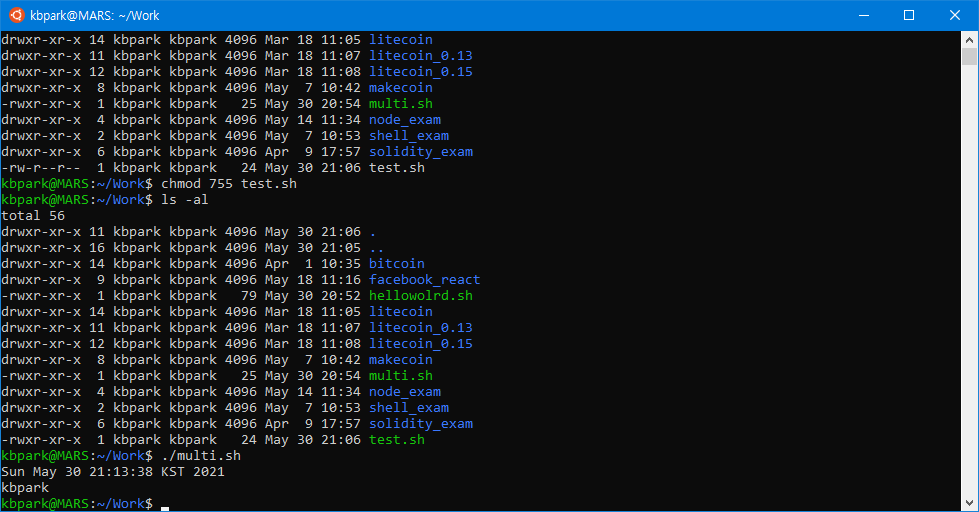 kbpark@MARS: ~/Work
drwxr-xr-x 14 kbpark kbpark 4096 Mar 18 11:05 litecoin
drwxr-xr-x 11 kbpark kbpark 4096 Mar 18 11:07 litecoin_0.13
drwxr-xr-x 12 kbpark kbpark 4096 Mar 18 11:08 litecoin_0.15
drwxr-xr-x  8 kbpark kbpark 4096 May  7 10:42 makecoin
-rwxr-xr-x  1 kbpark kbpark   25 May 30 20:54 multi.sh
drwxr-xr-x  4 kbpark kbpark 4096 May 14 11:34 node_exam
drwxr-xr-x  2 kbpark kbpark 4096 May  7 10:53 shell_exam
drwxr-xr-x  6 kbpark kbpark 4096 Apr  9 17:57 solidity_exam
-rw-r--r--  1 kbpark kbpark   24 May 30 21:06 test.sh
kbpark@MARS:~/Work$ chmod 755 test.sh
kbpark@MARS:~/Work$ ls -al
total 56
drwxr-xr-x 11 kbpark kbpark 4096 May 30 21:06 .
drwxr-xr-x 16 kbpark kbpark 4096 May 30 21:05 ..
drwxr-xr-x 14 kbpark kbpark 4096 Apr  1 10:35 bitcoin
drwxr-xr-x  9 kbpark kbpark 4096 May 18 11:16 facebook_react
-rwxr-xr-x  1 kbpark kbpark   79 May 30 20:52 hellowolrd.sh
drwxr-xr-x 14 kbpark kbpark 4096 Mar 18 11:05 litecoin
drwxr-xr-x 11 kbpark kbpark 4096 Mar 18 11:07 litecoin_0.13
drwxr-xr-x 12 kbpark kbpark 4096 Mar 18 11:08 litecoin_0.15
drwxr-xr-x  8 kbpark kbpark 4096 May  7 10:42 makecoin
-rwxr-xr-x  1 kbpark kbpark   25 May 30 20:54 multi.sh
drwxr-xr-x  4 kbpark kbpark 4096 May 14 11:34 node_exam
drwxr-xr-x  2 kbpark kbpark 4096 May  7 10:53 shell_exam
drwxr-xr-x  6 kbpark kbpark 4096 Apr  9 17:57 solidity_exam
-rwxr-xr-x  1 kbpark kbpark   24 May 30 21:06 test.sh
kbpark@MARS:~/Work$ ./multi.sh
Sun May 30 21:13:38 KST 2021
kbpark
kbpark@MARS:~/Work$